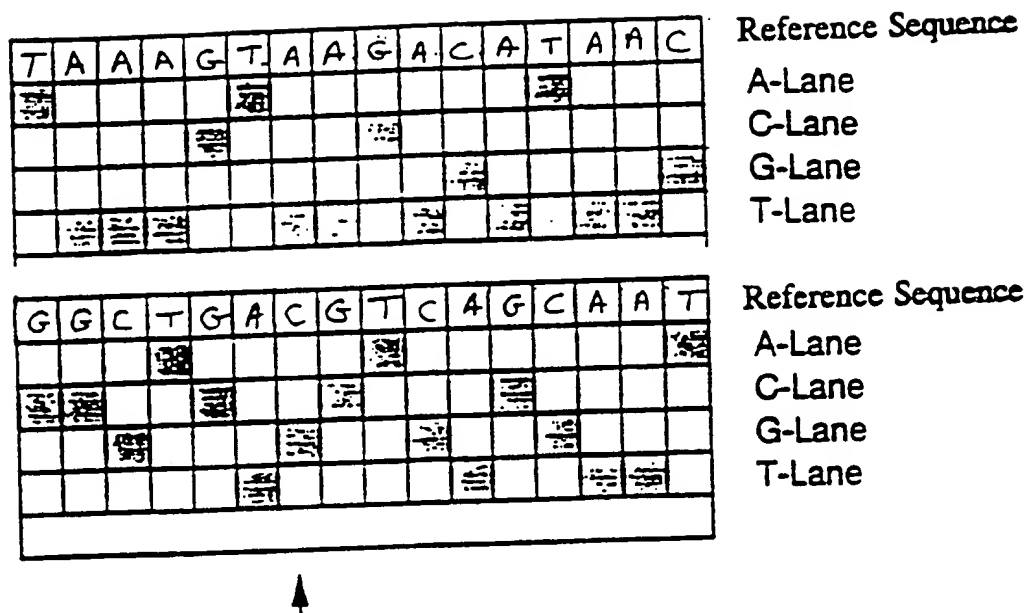 T A A A G T A A G A C A T A A C Reference Sequence
A-Lane
C-Lane
G-Lane
T-Lane
G G C T G A C G T C A G C A A T Reference Sequence
A-Lane
C-Lane
G-Lane
T-Lane